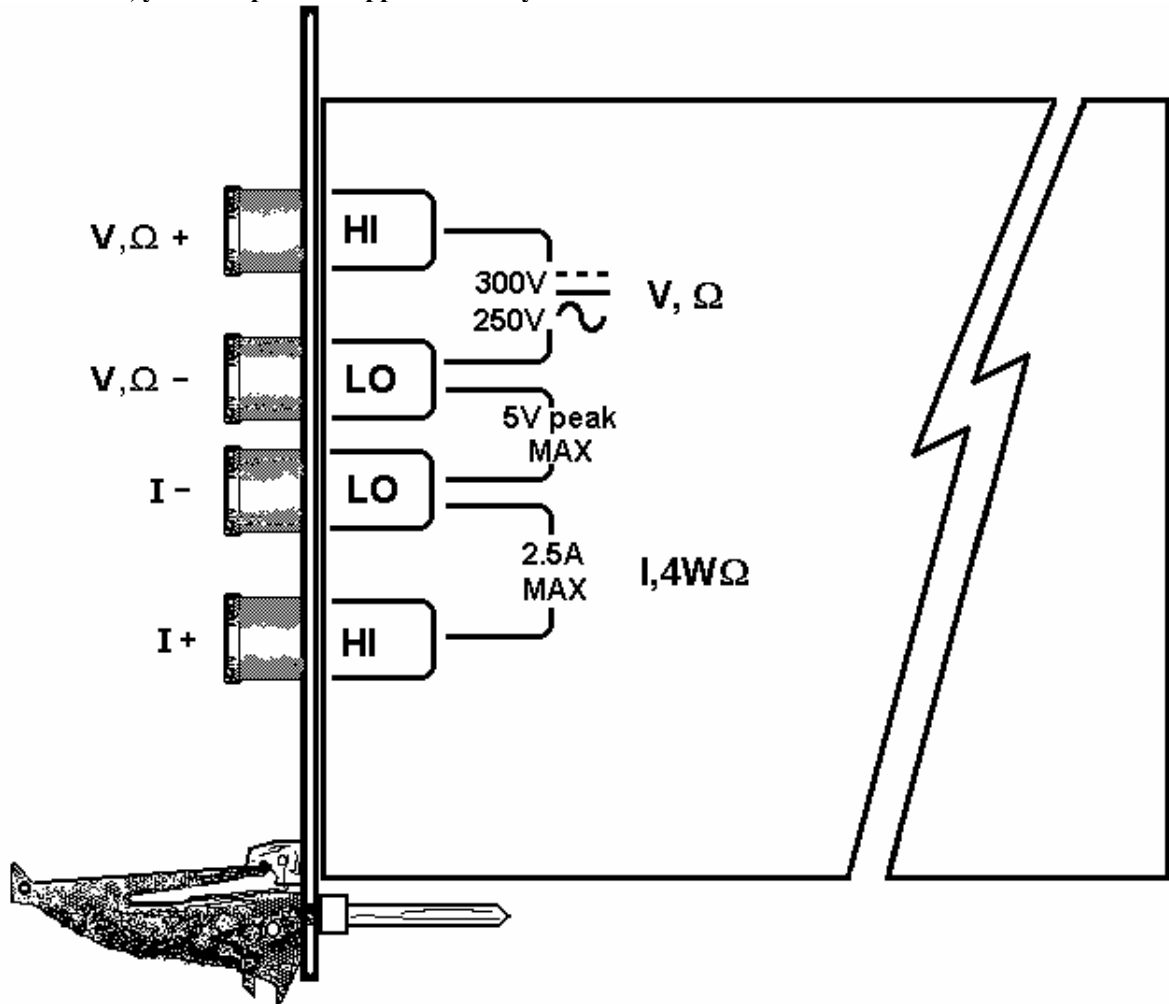 V,Ω +
HI
300V
250V
V, Ω
V,Ω −
LO
5V peak
MAX
I −
LO
2.5A
MAX
I,4WΩ
I +
HI